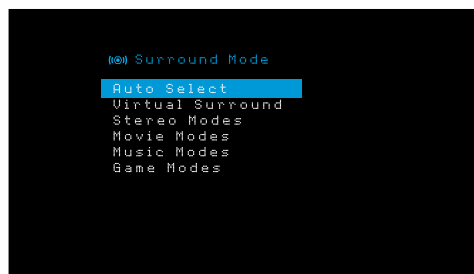 Surround Mode
Auto Select
Virtual Surround
Stereo Modes
Movie Modes
Music Modes
Game Modes